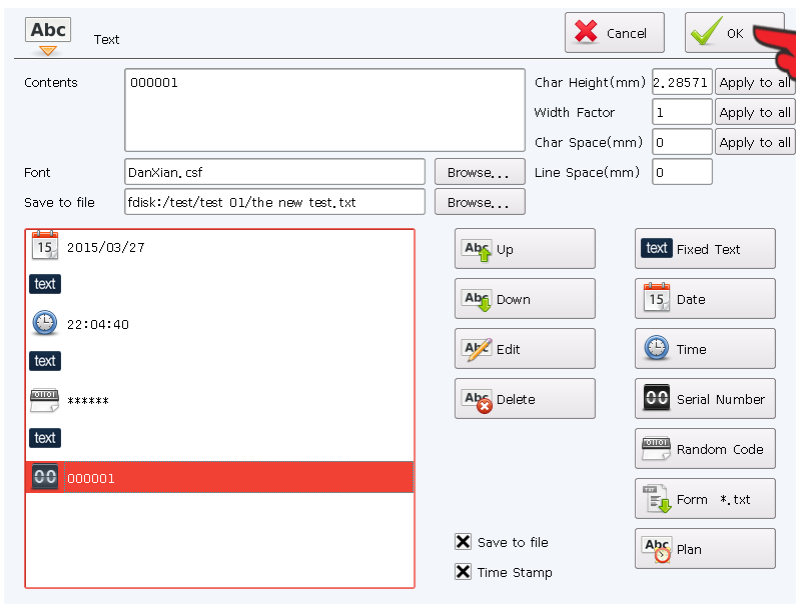 Abc Text Cancel OK
Contents 000001 Char Height(mm) 2.28571 Apply to all
Width Factor 1 Apply to all
Char Space(mm) 0 Apply to all
Font DanXian.csf Browse... Line Space(mm) 0
Save to file fdisk:/test/test 01/the new test.txt Browse...
15 2015/03/27 Abc Up text Fixed Text
text
22:04:40 Abc Down 15 Date
text Abc Edit Time
01101 ****** Abc Delete 00 Serial Number
text 01101 Random Code
00 000001 TXT Form *.txt
Save to file Abc Plan
Time Stamp